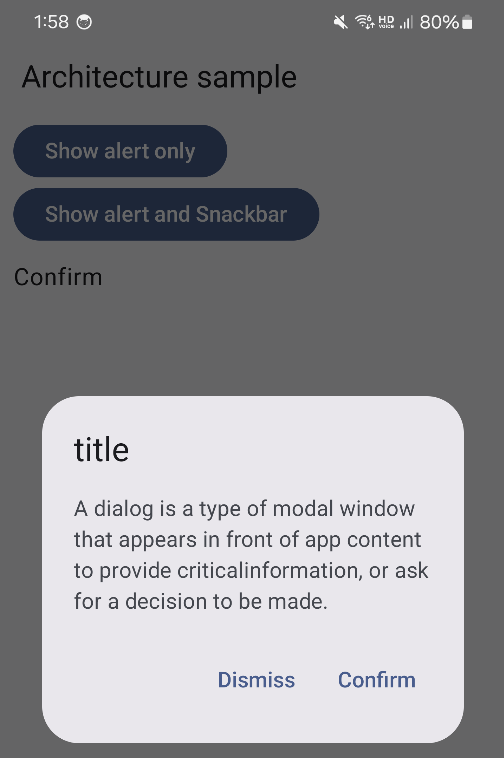 1:58
HD
VOICE
80%
Architecture sample
Show alert only
Show alert and Snackbar
Confirm
title
A dialog is a type of modal window
that appears in front of app content
to provide criticalinformation, or ask
for a decision to be made.
Dismiss Confirm